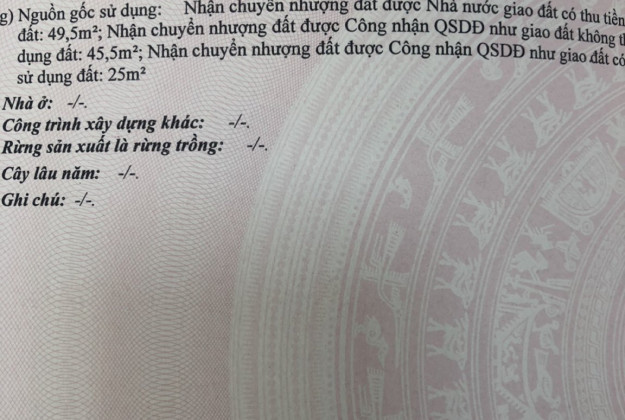 g) Nguồn gốc sử dụng: Nhận chuyển nhượng đất được Nhà nước giao đất có thu tiền
đất: 49,5m²; Nhận chuyển nhượng đất được Công nhận QSDĐ như giao đất không
dụng đất: 45,5m²; Nhận chuyển nhượng đất được Công nhận QSDĐ như giao đất có
sử dụng đất: 25m²
Nhà ở: -/-.
Công trình xây dựng khác: -/-.
Rừng sản xuất là rừng trồng: -/-.
Cây lâu năm: -/-.
Ghi chú: -/-.